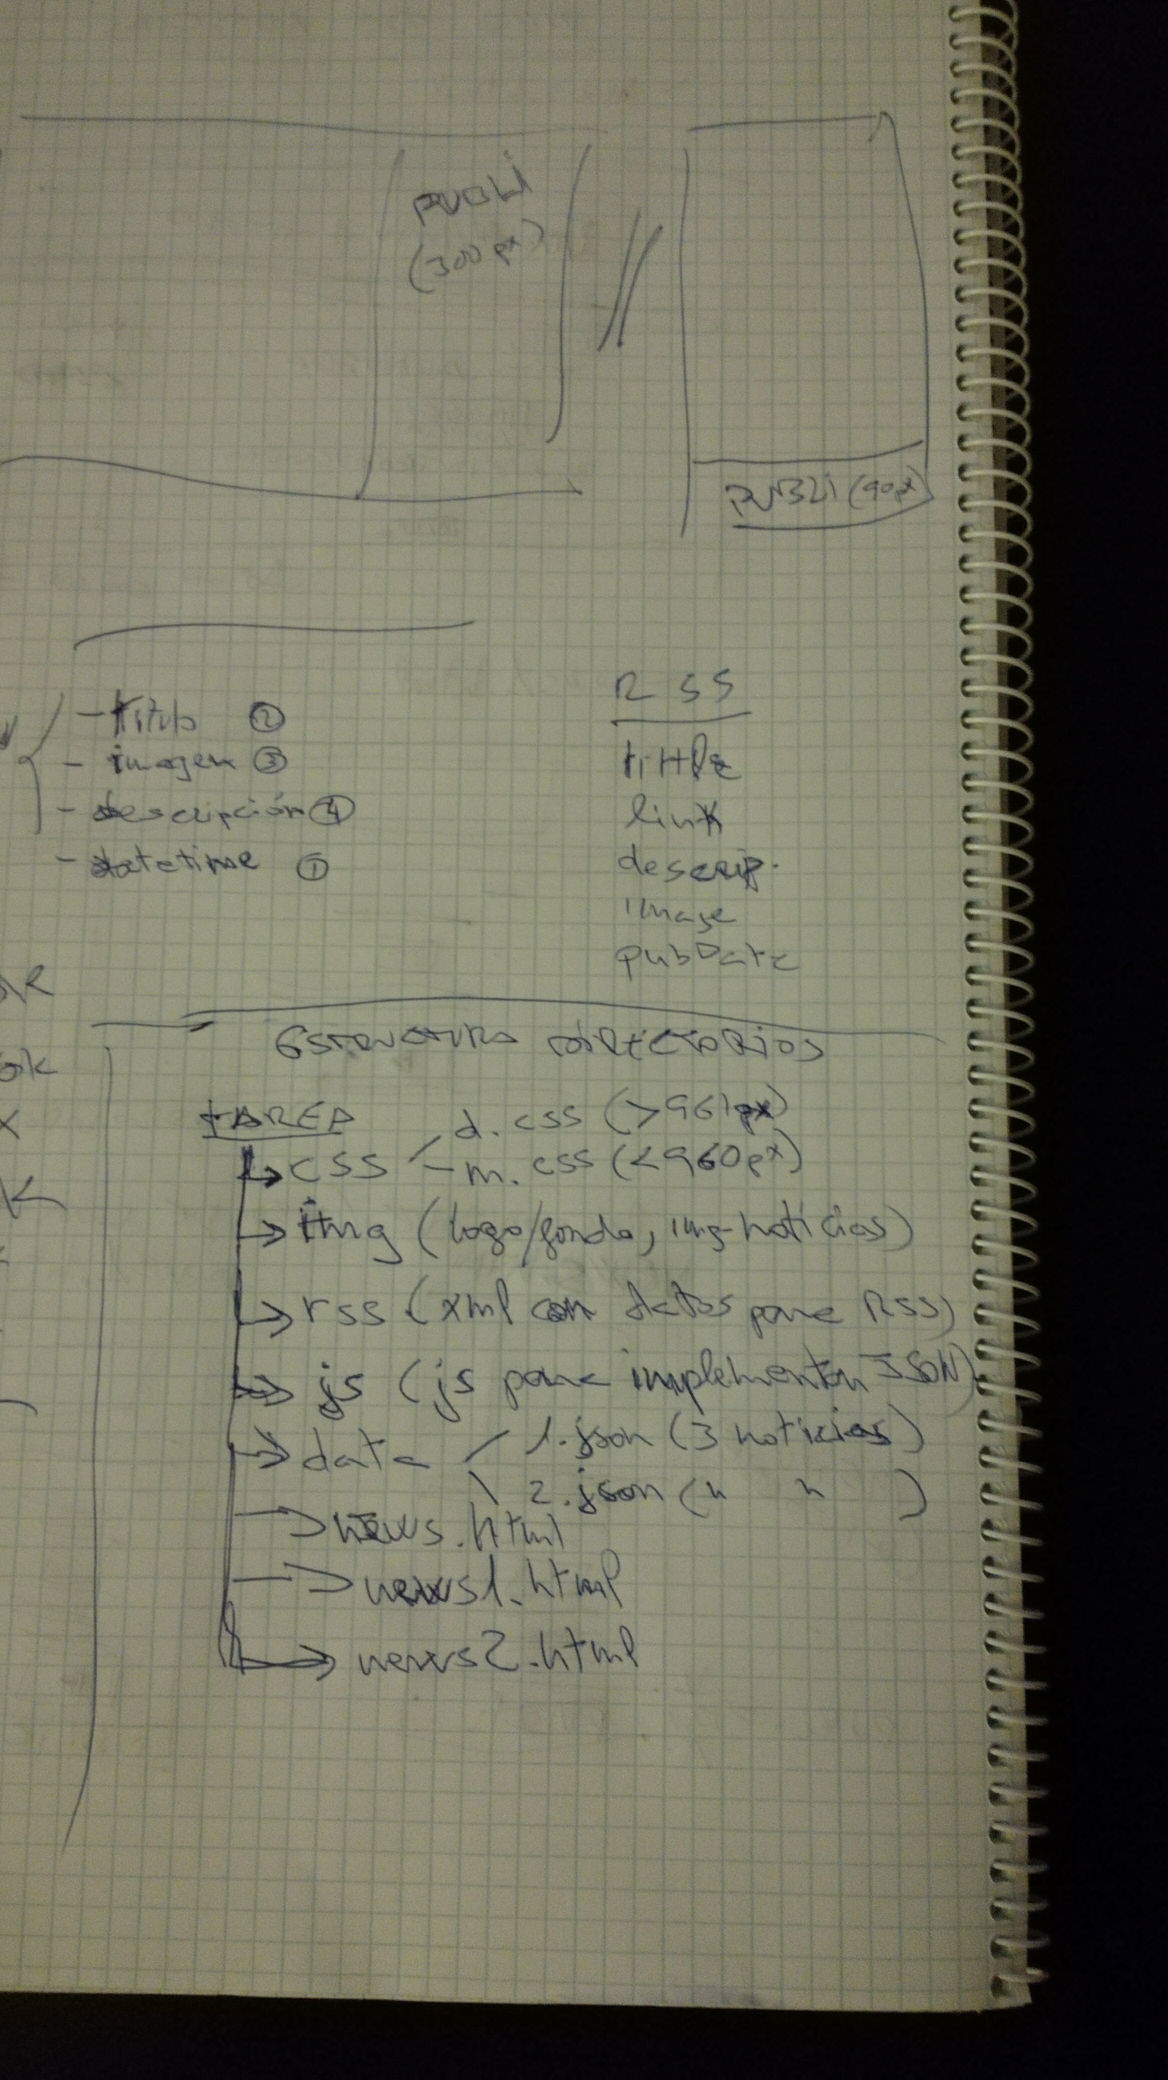 PUBLI
(300 px)
PUBLI (90px)
- titulo ②
- imagen ③
- descripción ④
- datetime ①
RSS
tittle
link
descrip.
image
pubDate
ESTRUCTURA DIRECTORIOS
TAREA
d.css (>961px)
css
m.css (<960px)
img (logo/fondo, img-noticias)
rss (xml con datos para RSS)
js (js para implementar JSON)
data
1.json (3 noticias)
2.json (" ")
news.html
news1.html
news2.html